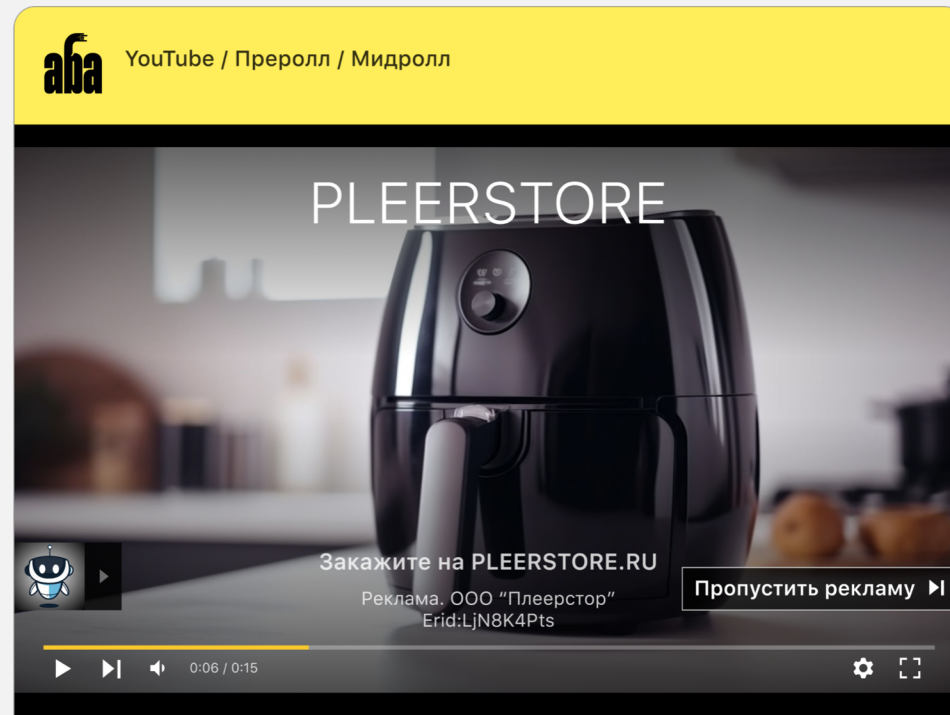 аба
YouTube / Преролл / Мидролл
PLEERSTORE
Закажите на PLEERSTORE.RU
Реклама. ООО “Плеерстор”
Erid:LjN8K4Pts
Пропустить рекламу
0:06 / 0:15